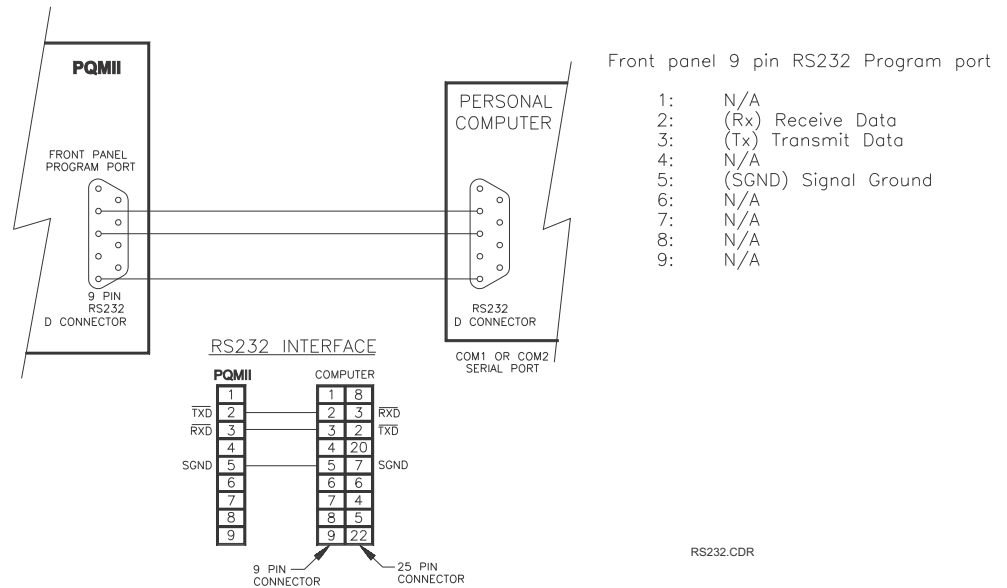 PQMII
FRONT PANEL
PROGRAM PORT
9 PIN
RS232
D CONNECTOR
PERSONAL
COMPUTER
RS232
D CONNECTOR
COM1 OR COM2
SERIAL PORT
Front panel 9 pin RS232 Program port
1: N/A
2: (Rx) Receive Data
3: (Tx) Transmit Data
4: N/A
5: (SGND) Signal Ground
6: N/A
7: N/A
8: N/A
9: N/A
RS232 INTERFACE
PQMII COMPUTER
1 1 8
TXD 2 2 3 RXD
RXD 3 3 2 TXD
4 4 20
SGND 5 5 7 SGND
6 6 6
7 7 4
8 8 5
9 9 22
9 PIN
CONNECTOR
25 PIN
CONNECTOR
RS232.CDR